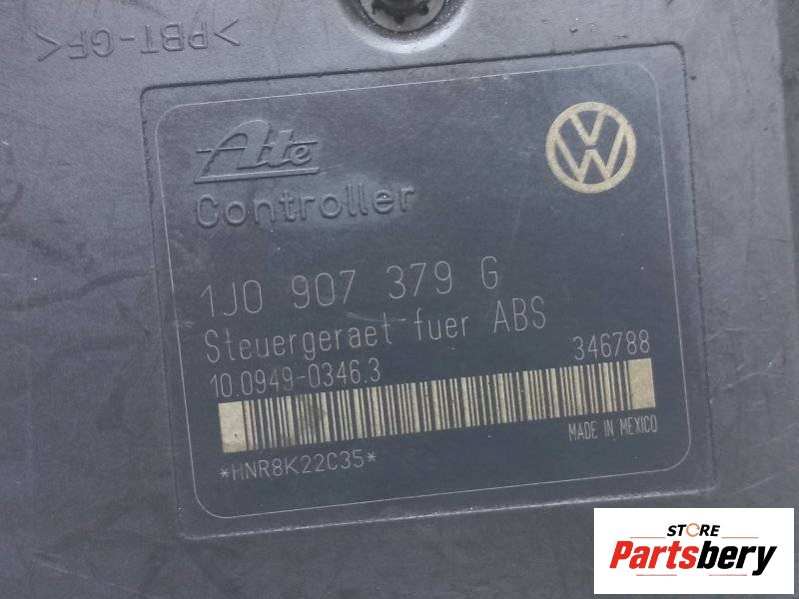 >PBT-GF<
Ate
Controller
1J0 907 379 G
Steuergeraet fuer ABS
10.0949-0346.3 346788
MADE IN MEXICO
*HNR8K22C35*
STORE
Partsbery